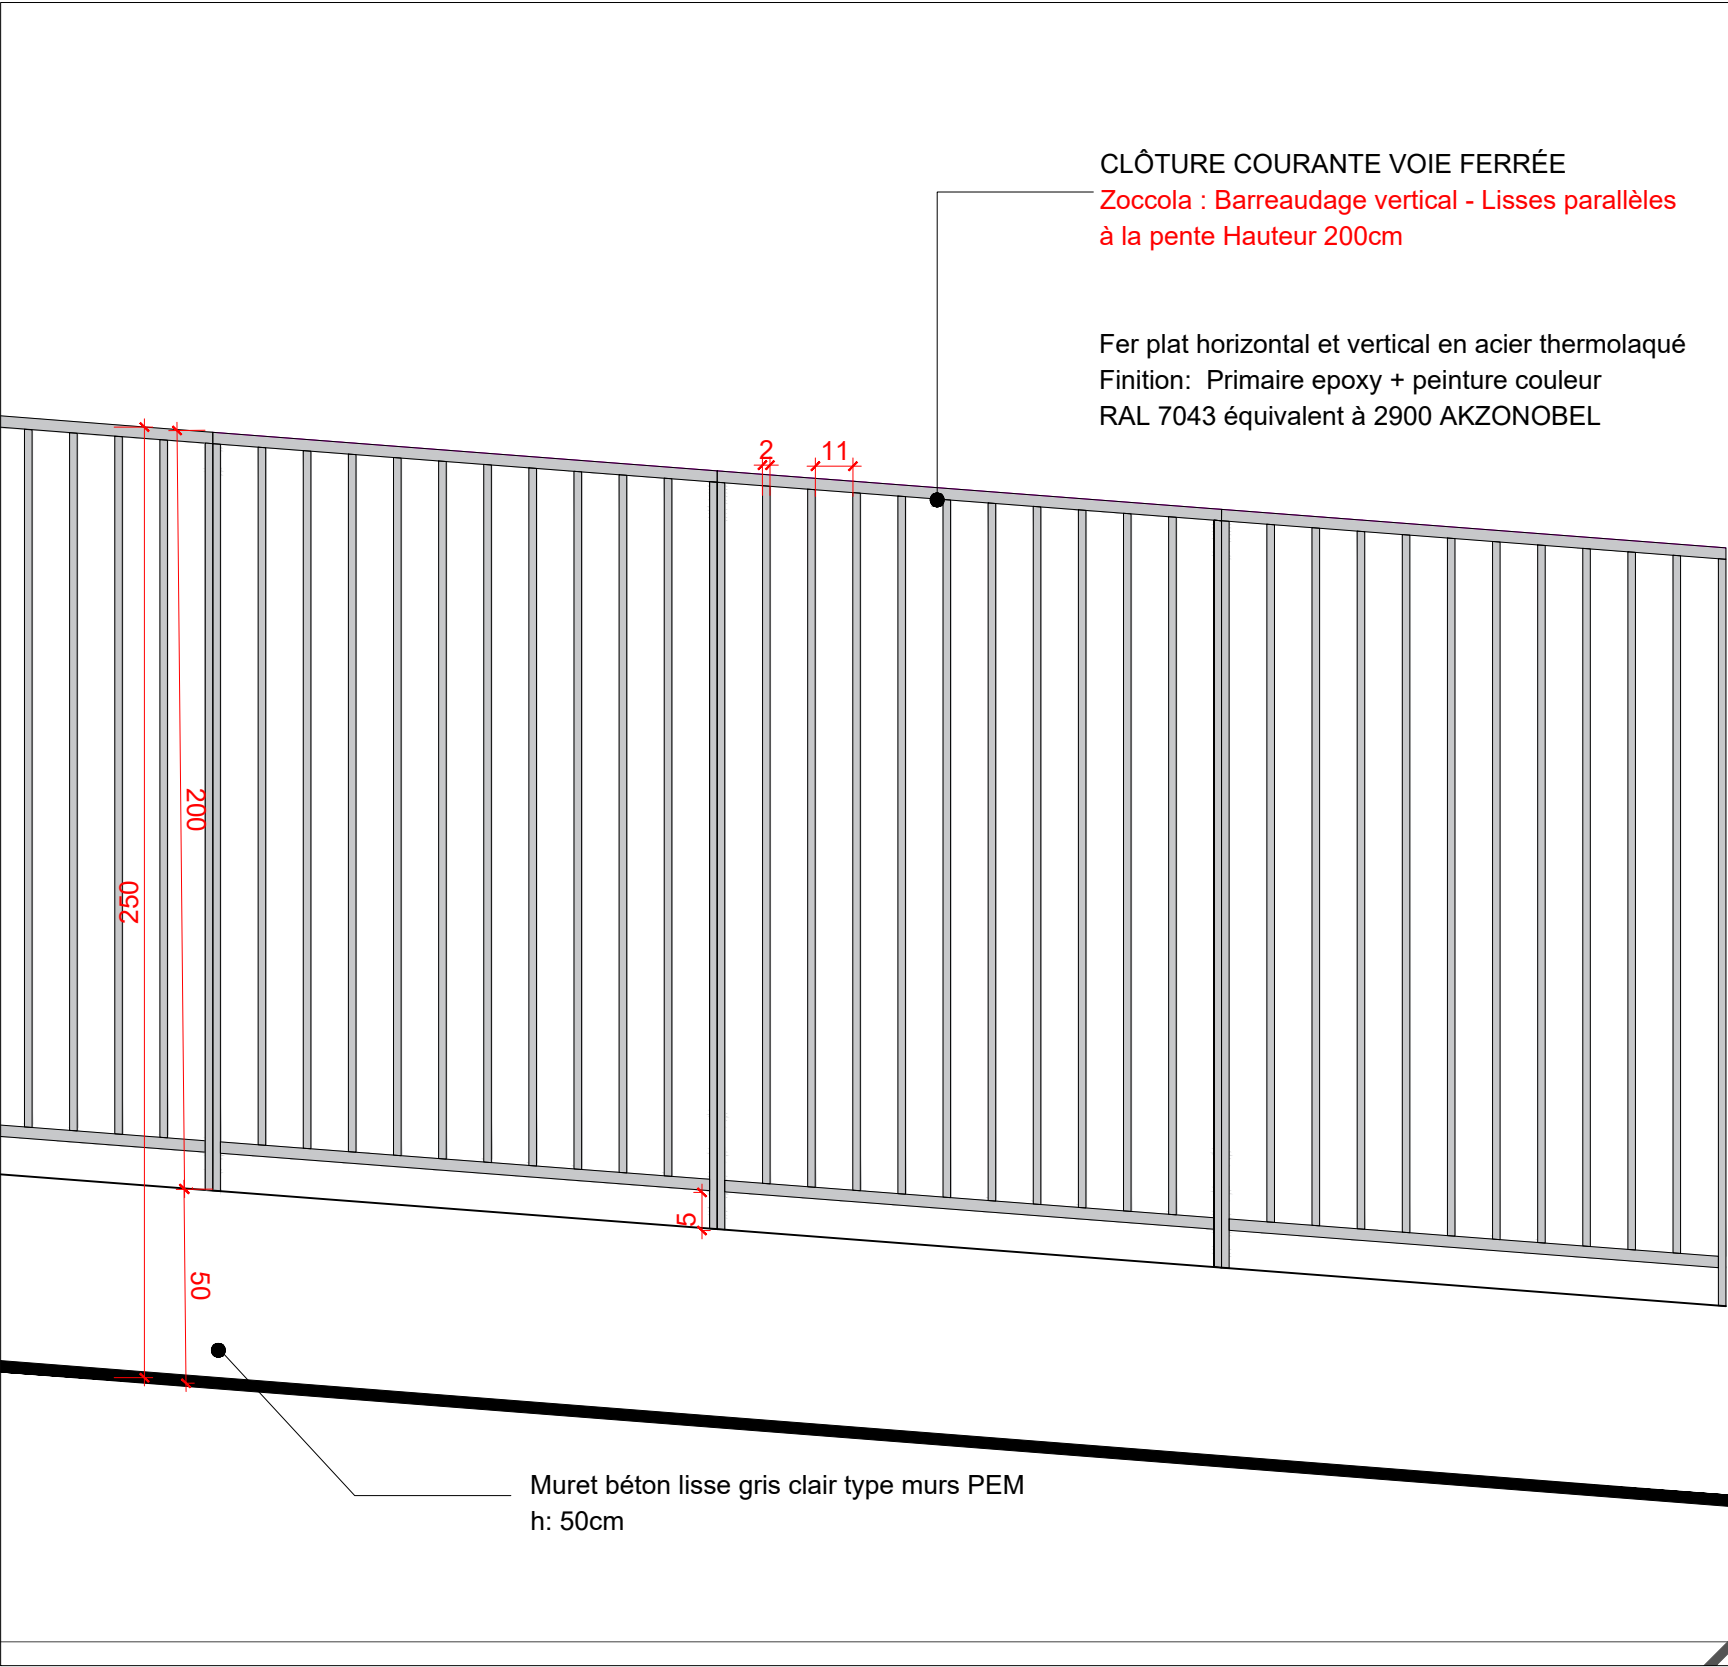 CLÔTURE COURANTE VOIE FERRÉE
Zoccola : Barreaudage vertical - Lisses parallèles
à la pente Hauteur 200cm
Fer plat horizontal et vertical en acier thermolaqué
Finition: Primaire epoxy + peinture couleur
RAL 7043 équivalent à 2900 AKZONOBEL
2
11
200
250
5
50
Muret béton lisse gris clair type murs PEM
h: 50cm